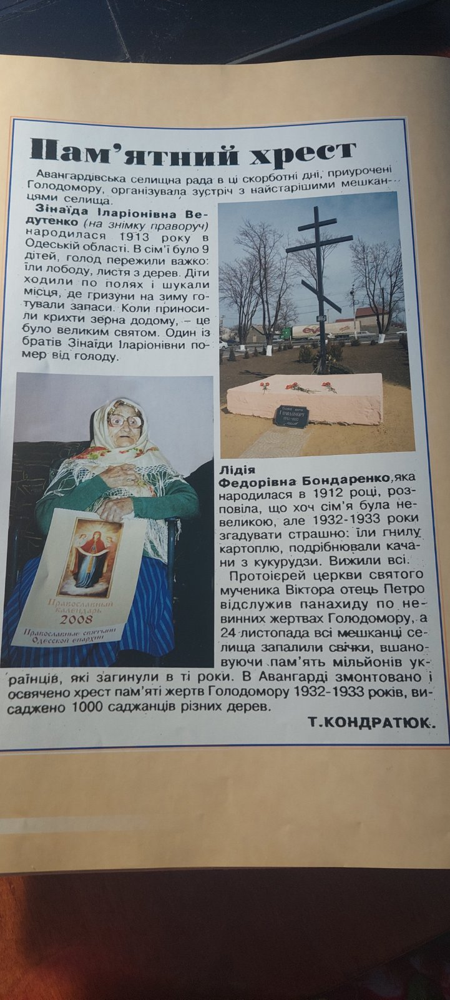 Пам'ятний хрест
Авангардівська селищна рада в ці скорботні дні, приурочені
Голодомору, організувала зустріч з найстарішими мешкан-
цями селища.
Зінаїда Іларіонівна Ве-
дутенко (на знімку праворуч)
народилася 1913 року в
Одеській області. В сім'ї було 9
дітей, голод пережили важко:
їли лободу, листя з дерев. Діти
ходили по полях і шукали
місця, де гризуни на зиму го-
тували запаси. Коли приноси-
ли крихти зерна додому, – це
було великим святом. Один із
братів Зінаїди Іларіонівни по-
мер від голоду.
Голодомору
1932-1933
Православный
календарь
2008
Православные святыни
Одесской епархии
Лідія
Федорівна Бондаренко, яка
народилася в 1912 році, роз-
повіла, що хоч сім'я була не-
великою, але 1932-1933 роки
згадувати страшно: їли гнилу
картоплю, подрібнювали кача-
ни з кукурудзи. Вижили всі.
Протоієрей церкви святого
мученика Віктора отець Петро
відслужив панахиду по не-
винних жертвах Голодомору, а
24 листопада всі мешканці се-
лища запалили свічки, вшано-
вуючи пам'ять мільйонів ук-
раїнців, які загинули в ті роки. В Авангарді змонтовано і
освячено хрест пам'яті жертв Голодомору 1932-1933 років, ви-
саджено 1000 саджанців різних дерев.
Т.КОНДРАТЮК.